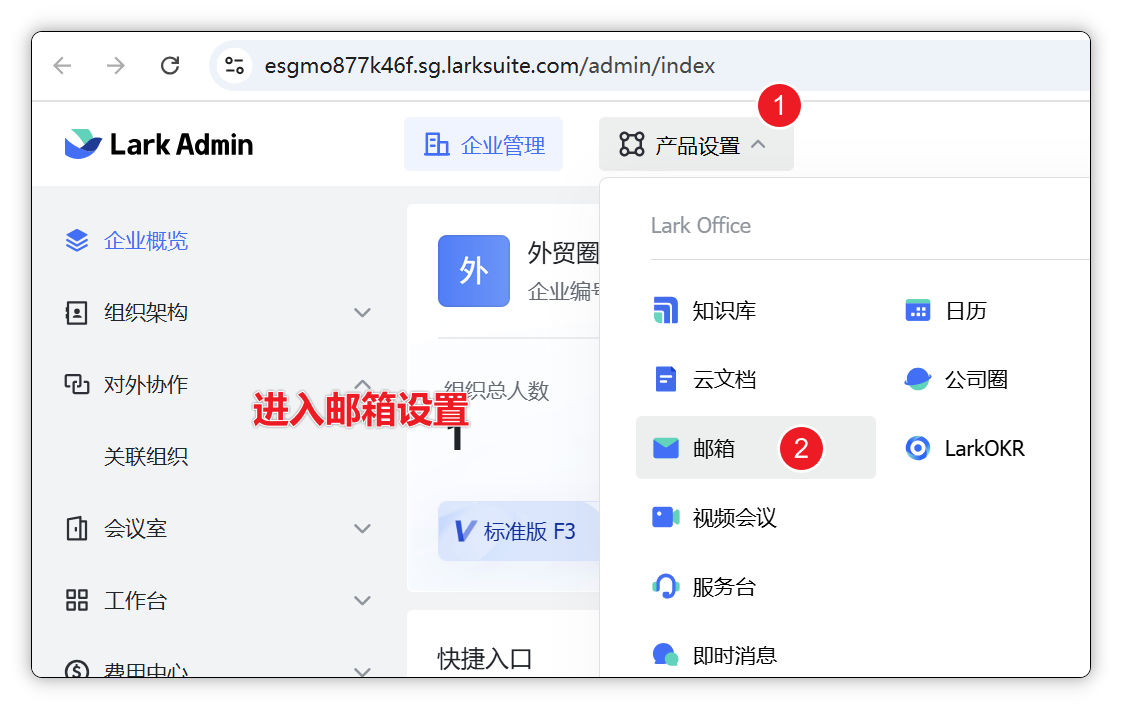 esgmo877k46f.sg.larksuite.com/admin/index
1
Lark Admin
企业管理
产品设置
企业概览
组织架构
对外协作
关联组织
会议室
工作台
费用中心
外
外贸圈
企业编号
组织总人数
进入邮箱设置
1
标准版 F3
快捷入口
Lark Office
知识库
日历
云文档
公司圈
邮箱
2
LarkOKR
视频会议
服务台
即时消息